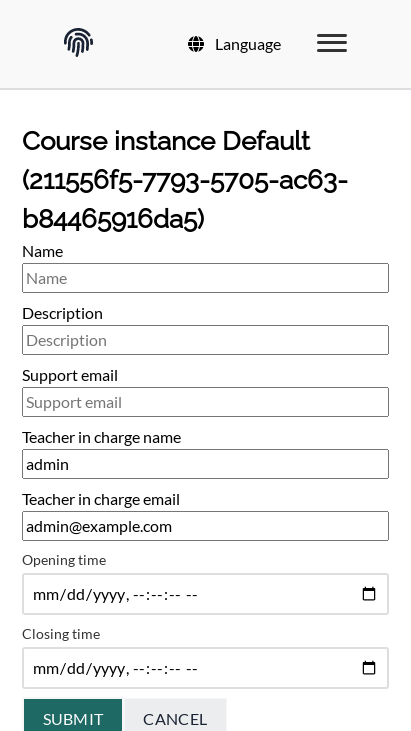 Language
Course instance Default
(211556f5-7793-5705-ac63-
b84465916da5)
Name
Name
Description
Description
Support email
Support email
Teacher in charge name
admin
Teacher in charge email
admin@example.com
Opening time
mm/dd/yyyy, --:--:-- --
Closing time
mm/dd/yyyy, --:--:-- --
SUBMIT CANCEL